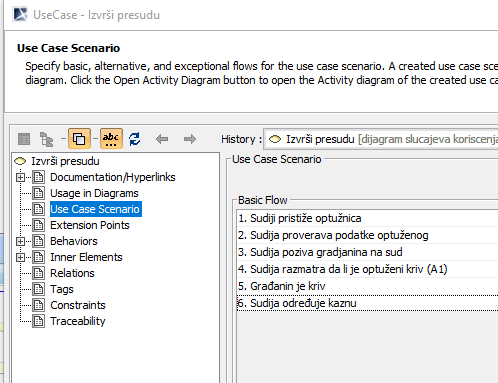 UseCase - Izvrši presudu
Use Case Scenario
Specify basic, alternative, and exceptional flows for the use case scenario. A created use case sce
diagram. Click the Open Activity Diagram button to open the Activity diagram of the created use ca
abc
History : Izvrši presudu [dijagram slucajeva koriscenja
Izvrši presudu
Documentation/Hyperlinks
Usage in Diagrams
Use Case Scenario
Extension Points
Behaviors
Inner Elements
Relations
Tags
Constraints
Traceability
Use Case Scenario
Basic Flow
1. Sudiji pristiže optužnica
2. Sudija proverava podatke optuženog
3. Sudija poziva gradjanina na sud
4. Sudija razmatra da li je optuženi kriv (A1)
5. Građanin je kriv
6. Sudija određuje kaznu